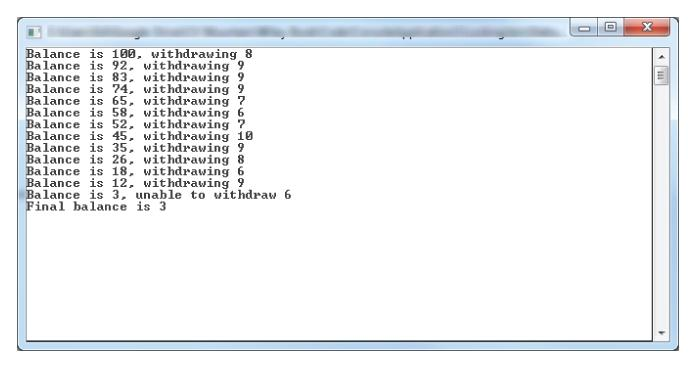 Balance is 100, withdrawing 8
Balance is 92, withdrawing 9
Balance is 83, withdrawing 9
Balance is 74, withdrawing 9
Balance is 65, withdrawing 7
Balance is 58, withdrawing 6
Balance is 52, withdrawing 7
Balance is 45, withdrawing 10
Balance is 35, withdrawing 9
Balance is 26, withdrawing 8
Balance is 18, withdrawing 6
Balance is 12, withdrawing 9
Balance is 3, unable to withdraw 6
Final balance is 3